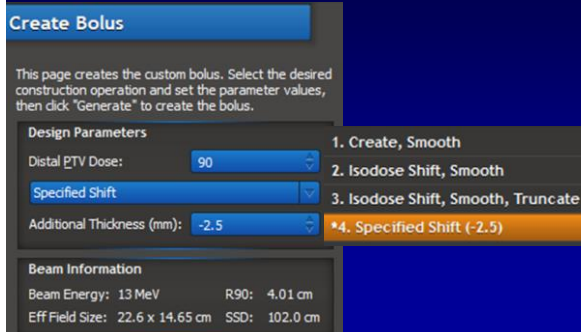 Create Bolus
This page creates the custom bolus. Select the desired
construction operation and set the parameter values,
then click "Generate" to create the bolus.
Design Parameters
Distal PTV Dose: 90
Specified Shift
Additional Thickness (mm): -2.5
1. Create, Smooth
2. Isodose Shift, Smooth
3. Isodose Shift, Smooth, Truncate
*4. Specified Shift (-2.5)
Beam Information
Beam Energy: 13 MeV R90: 4.01 cm
Eff Field Size: 22.6 x 14.65 cm SSD: 102.0 cm